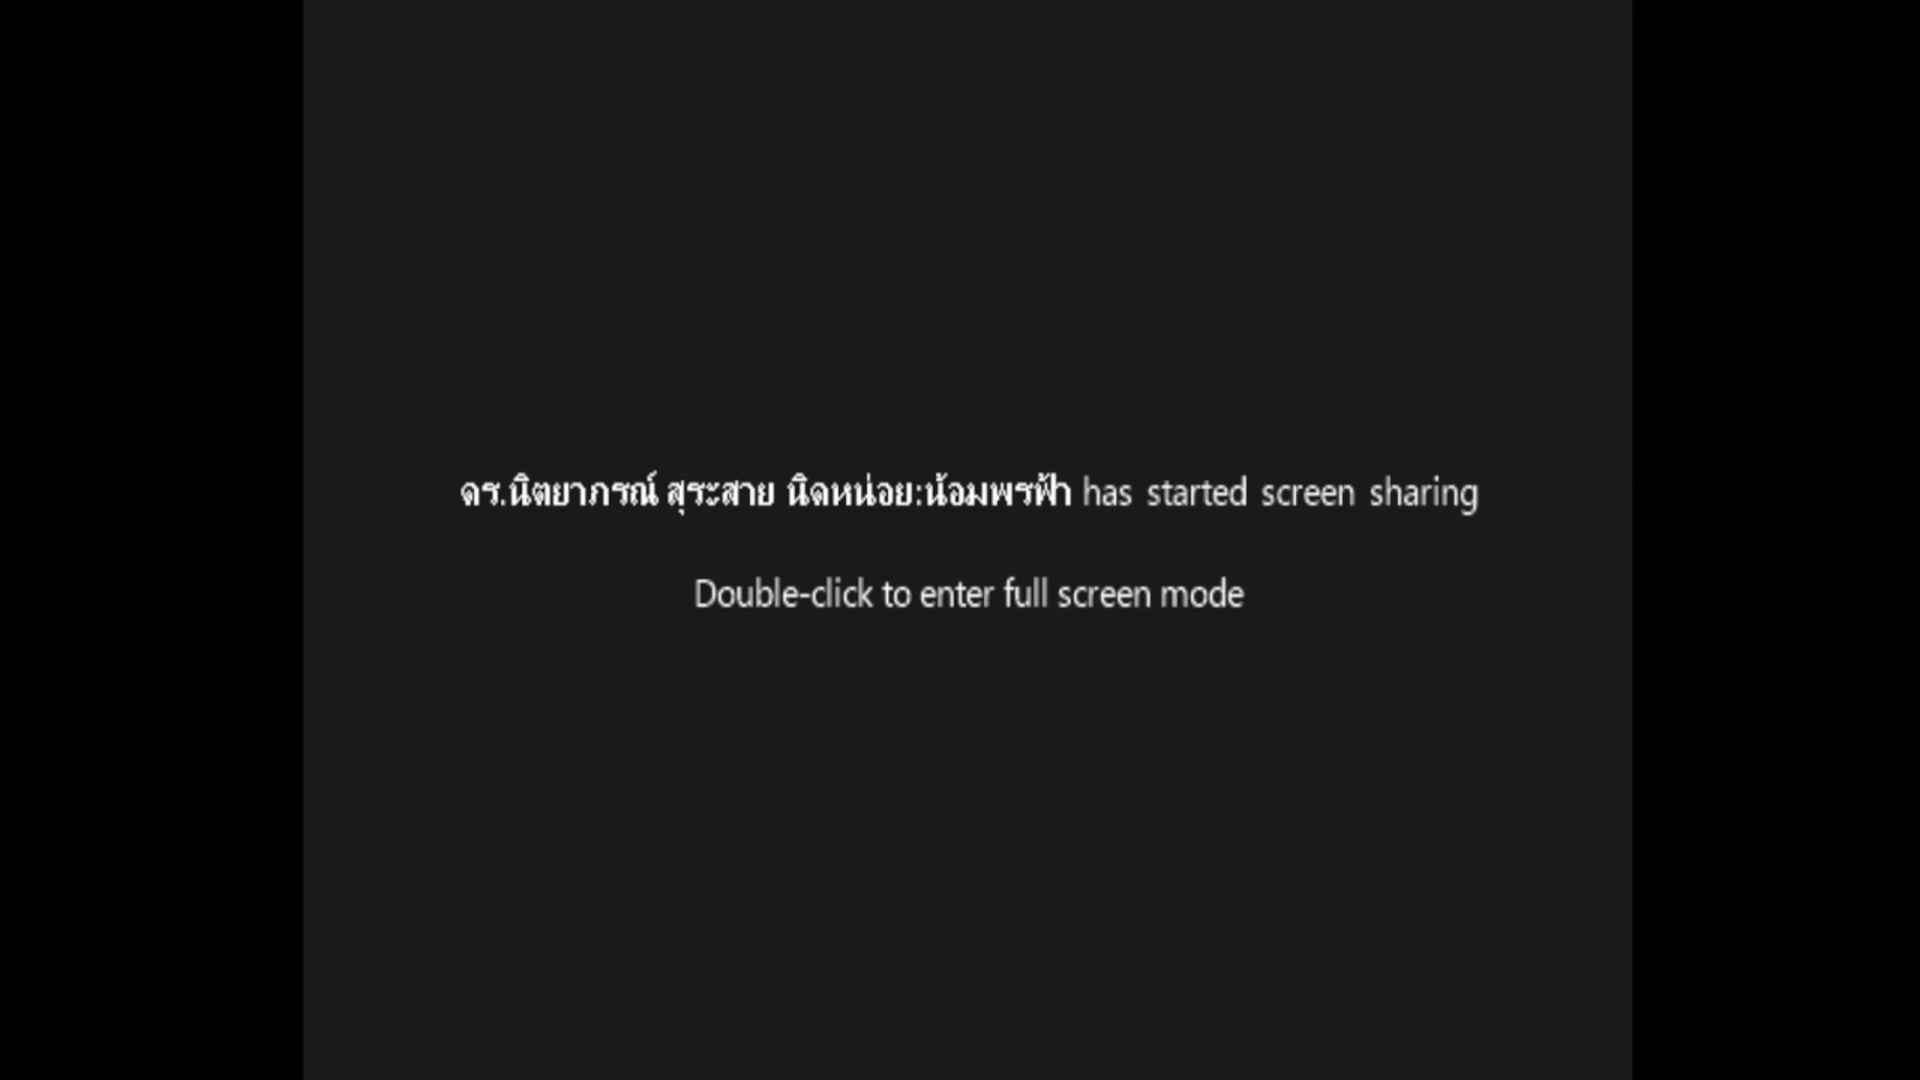 ดร.นิตยาภรณ์ สุระสาย นิดหน่อย:น้อมพรฟ้า has started screen sharing
Double-click to enter full screen mode